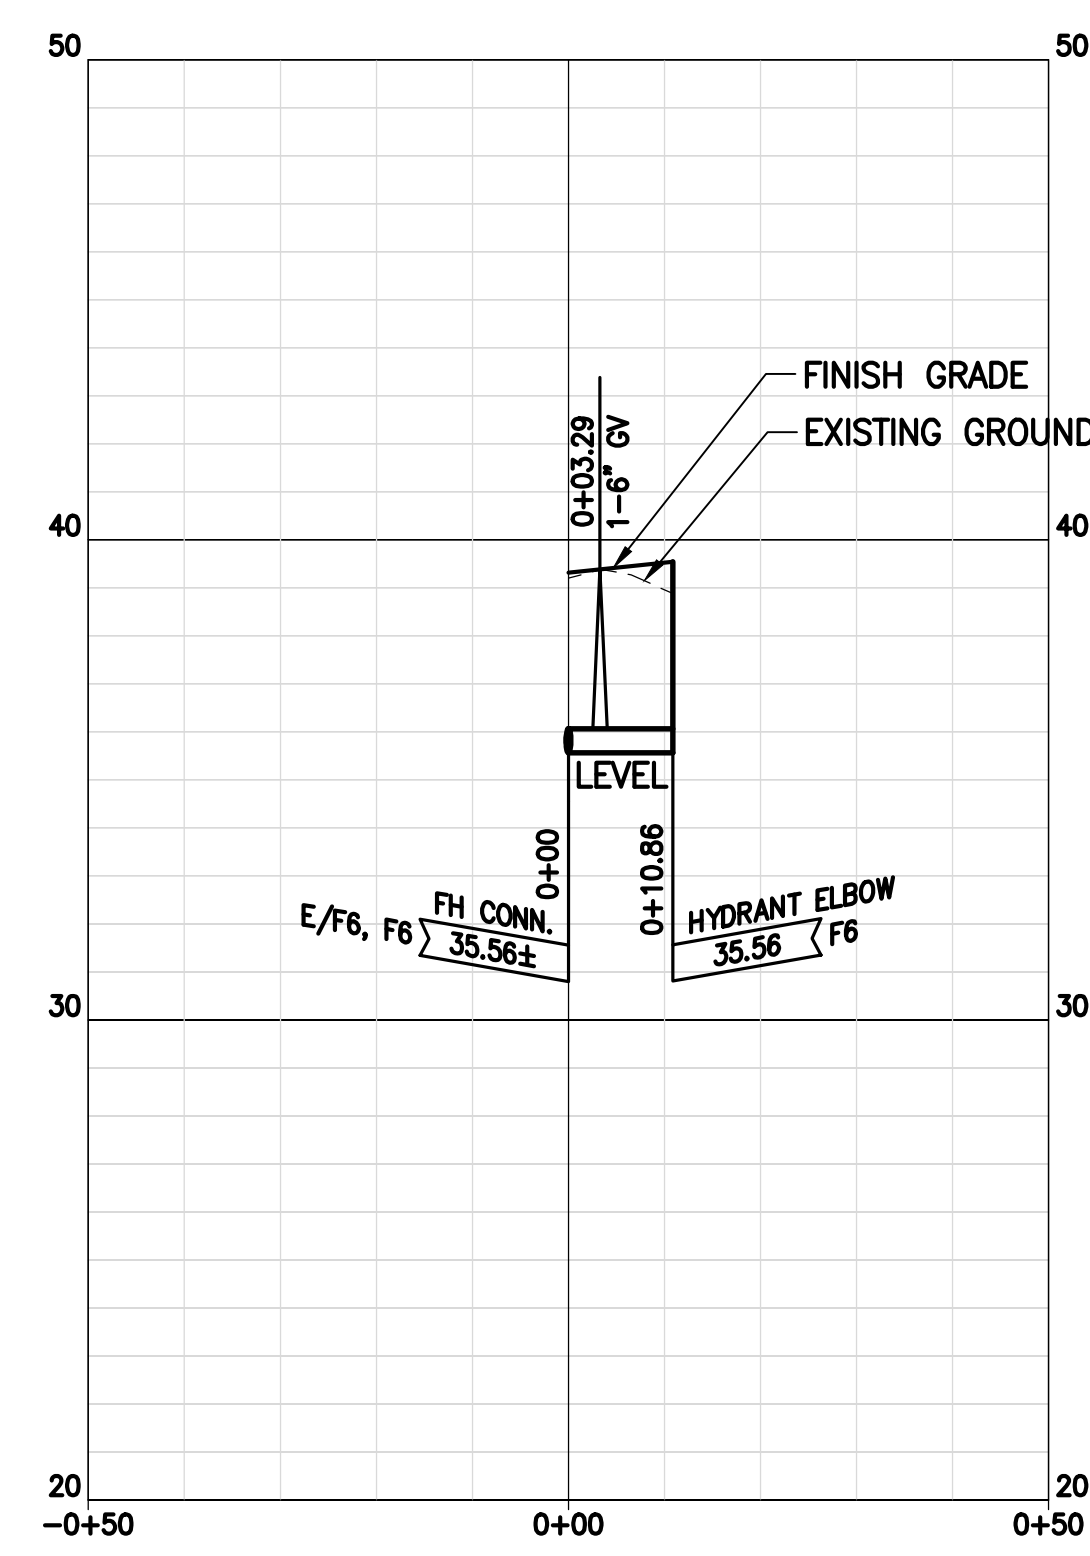 50 50
FINISH GRADE
EXISTING GROUND
0+03.29
1-6" GV
40 40
LEVEL
0+00
0+10.86
FH CONN.
E/F6, F6
35.56±
HYDRANT ELBOW
F6
35.56
30 30
20 20
-0+50 0+00 0+50